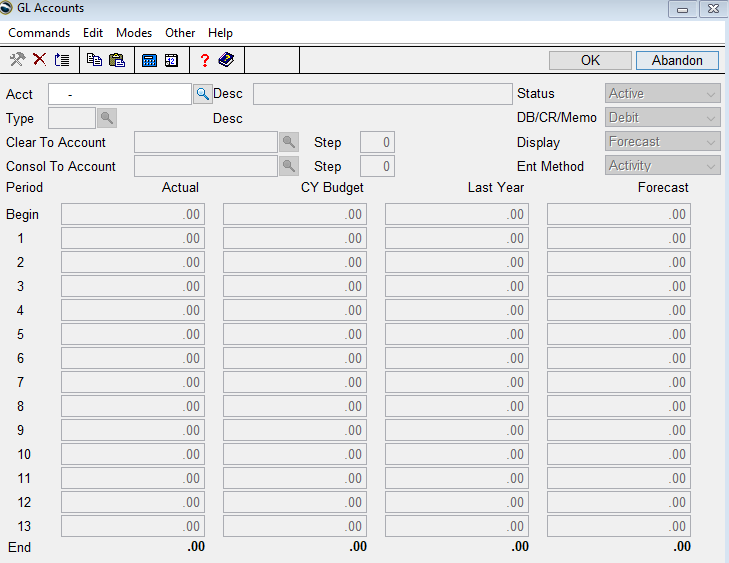 GL Accounts
Commands Edit Modes Other Help
OK Abandon
Acct - Desc Status Active
Type Desc DB/CR/Memo Debit
Clear To Account Step 0 Display Forecast
Consol To Account Step 0 Ent Method Activity
Period Actual CY Budget Last Year Forecast
Begin .00 .00 .00 .00
1 .00 .00 .00 .00
2 .00 .00 .00 .00
3 .00 .00 .00 .00
4 .00 .00 .00 .00
5 .00 .00 .00 .00
6 .00 .00 .00 .00
7 .00 .00 .00 .00
8 .00 .00 .00 .00
9 .00 .00 .00 .00
10 .00 .00 .00 .00
11 .00 .00 .00 .00
12 .00 .00 .00 .00
13 .00 .00 .00 .00
End .00 .00 .00 .00